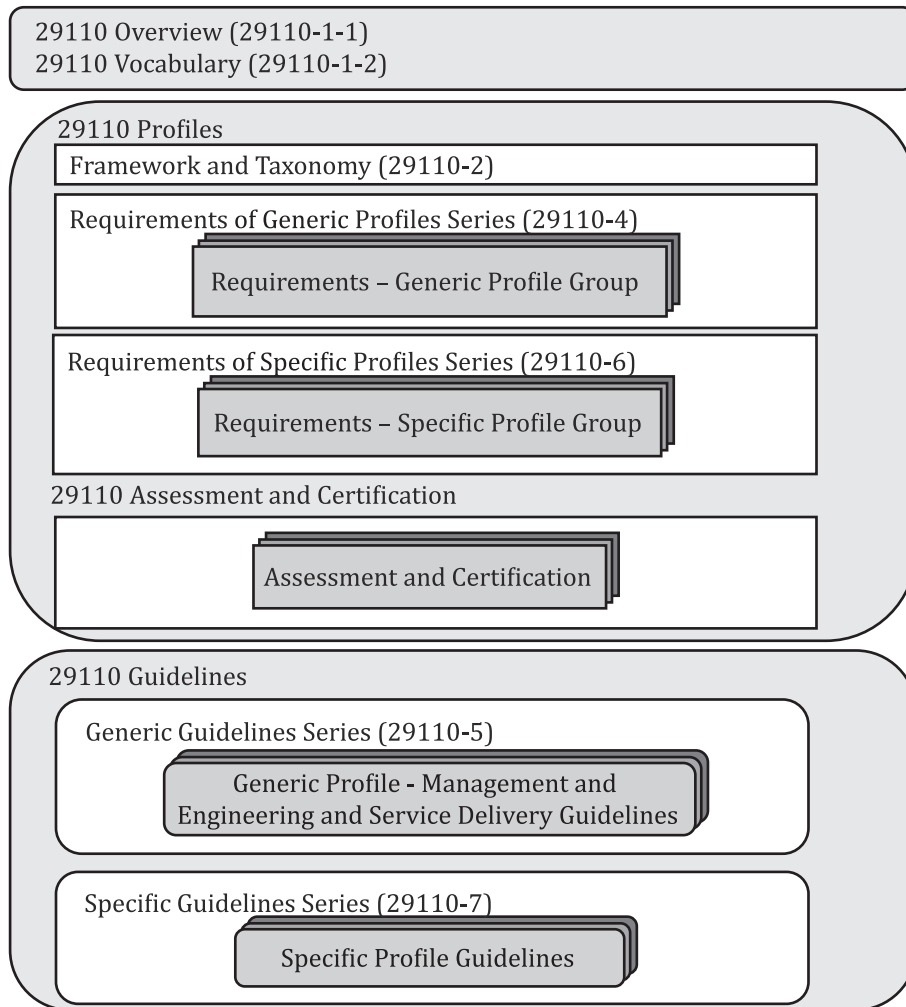 29110 Overview (29110-1-1)
29110 Vocabulary (29110-1-2)
29110 Profiles
Framework and Taxonomy (29110-2)
Requirements of Generic Profiles Series (29110-4)
Requirements – Generic Profile Group
Requirements of Specific Profiles Series (29110-6)
Requirements – Specific Profile Group
29110 Assessment and Certification
Assessment and Certification
29110 Guidelines
Generic Guidelines Series (29110-5)
Generic Profile - Management and
Engineering and Service Delivery Guidelines
Specific Guidelines Series (29110-7)
Specific Profile Guidelines